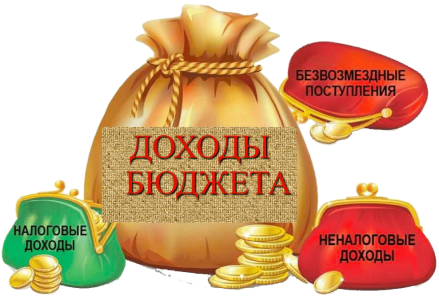 БЕЗВОЗМЕЗДНЫЕ
ПОСТУПЛЕНИЯ
ДОХОДЫ
БЮДЖЕТА
НАЛОГОВЫЕ
ДОХОДЫ
НЕНАЛОГОВЫЕ
ДОХОДЫ